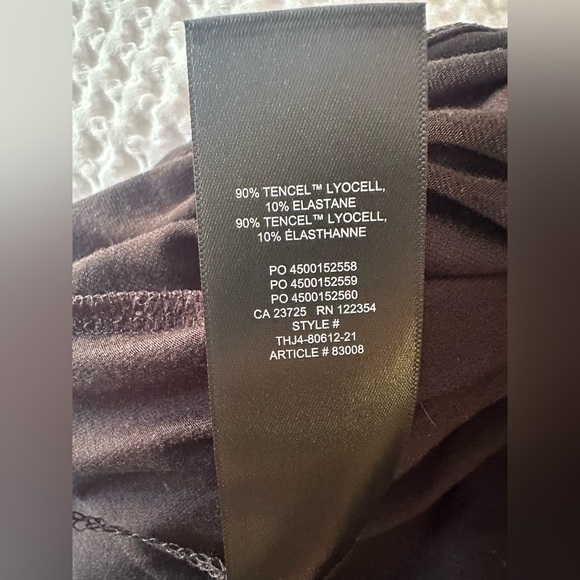 90% TENCEL™ LYOCELL,
10% ELASTANE
90% TENCEL™ LYOCELL,
10% ÉLASTHANNE
PO 4500152558
PO 4500152559
PO 4500152560
CA 23725 RN 122354
STYLE #
THJ4-80612-21
ARTICLE # 83008